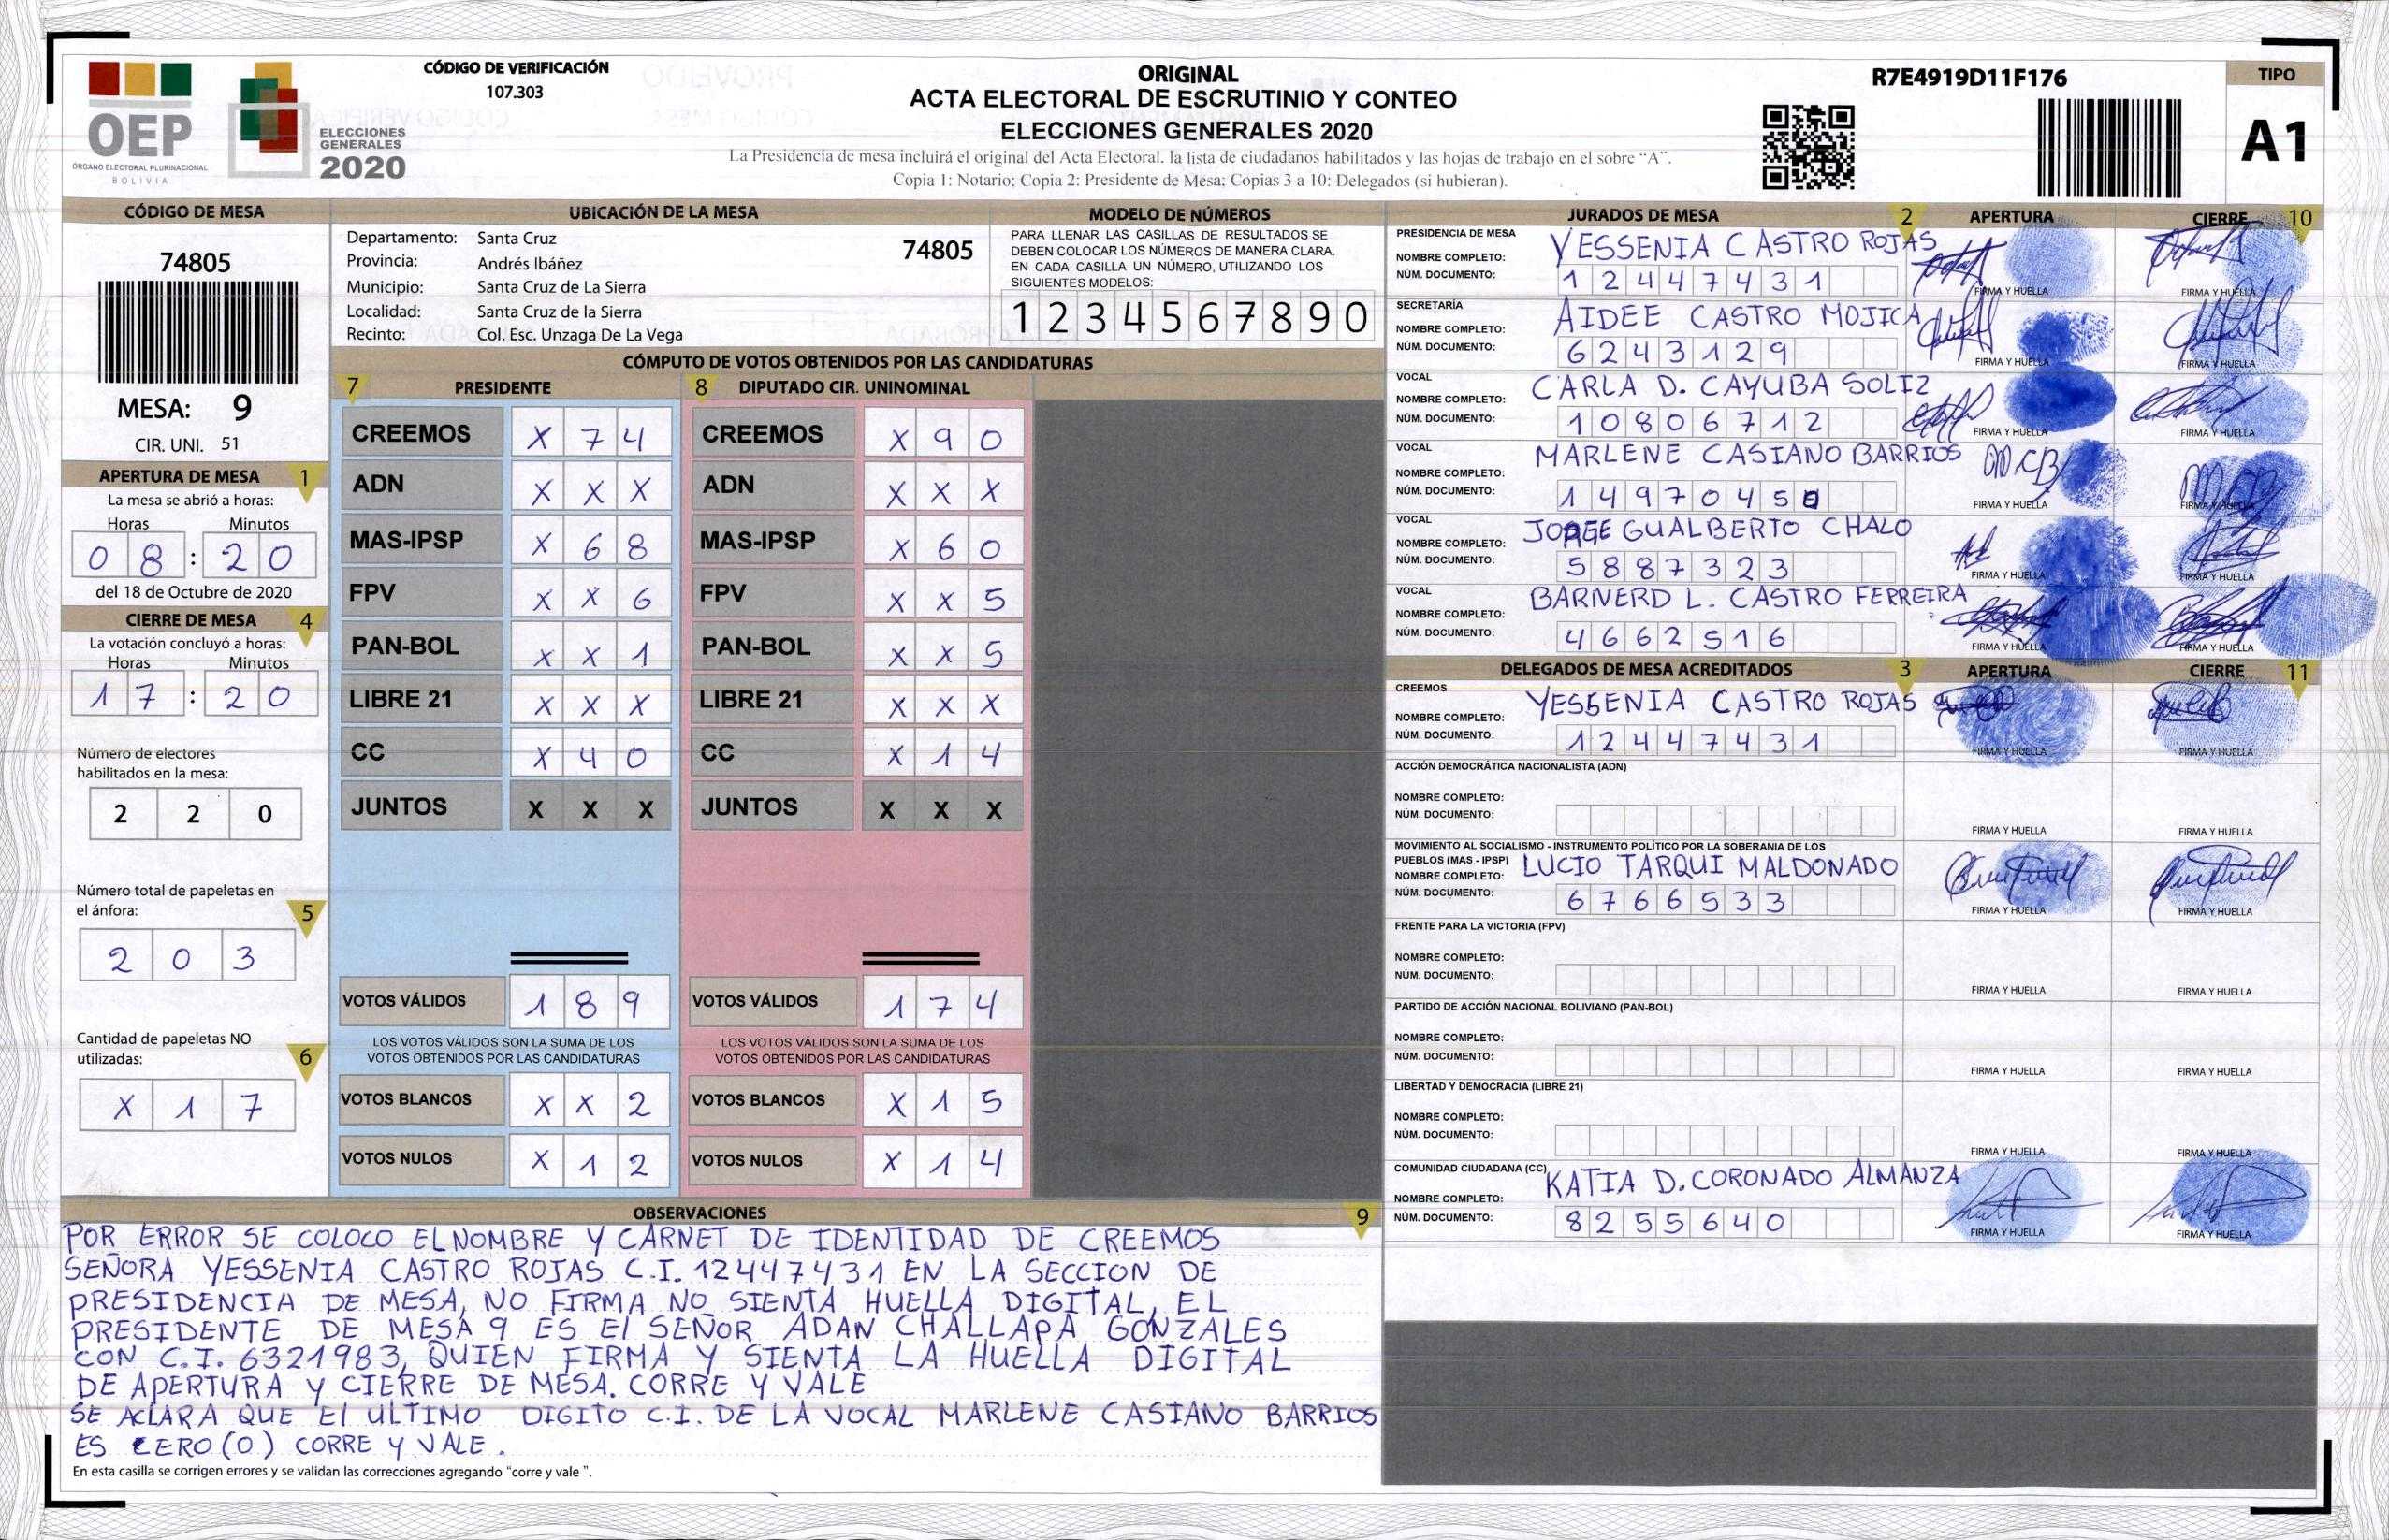 OEP
ÓRGANO ELECTORAL PLURINACIONAL
BOLIVIA
ELECCIONES
GENERALES
2020
CÓDIGO DE VERIFICACIÓN
107.303
ORIGINAL
ACTA ELECTORAL DE ESCRUTINIO Y CONTEO
ELECCIONES GENERALES 2020
La Presidencia de mesa incluirá el original del Acta Electoral. la lista de ciudadanos habilitados y las hojas de trabajo en el sobre "A".
Copia 1: Notario; Copia 2: Presidente de Mesa; Copias 3 a 10: Delegados (si hubieran).
R7E4919D11F176
TIPO
A1
CÓDIGO DE MESA
74805
MESA: 9
CIR. UNI. 51
APERTURA DE MESA 1
La mesa se abrió a horas:
Horas Minutos
0 8 : 2 0
del 18 de Octubre de 2020
CIERRE DE MESA 4
La votación concluyó a horas:
Horas Minutos
1 7 : 2 0
Número de electores
habilitados en la mesa:
2 2 0
Número total de papeletas en
el ánfora: 5
2 0 3
Cantidad de papeletas NO
utilizadas: 6
X 1 7
UBICACIÓN DE LA MESA
Departamento: Santa Cruz 74805
Provincia: Andrés Ibáñez
Municipio: Santa Cruz de La Sierra
Localidad: Santa Cruz de la Sierra
Recinto: Col. Esc. Unzaga De La Vega
MODELO DE NÚMEROS
PARA LLENAR LAS CASILLAS DE RESULTADOS SE
DEBEN COLOCAR LOS NÚMEROS DE MANERA CLARA.
EN CADA CASILLA UN NÚMERO, UTILIZANDO LOS
SIGUIENTES MODELOS:
1 2 3 4 5 6 7 8 9 0
CÓMPUTO DE VOTOS OBTENIDOS POR LAS CANDIDATURAS
7 PRESIDENTE 8 DIPUTADO CIR. UNINOMINAL
CREEMOS X 7 4 CREEMOS X 9 0
ADN X X X ADN X X X
MAS-IPSP X 6 8 MAS-IPSP X 6 0
FPV X X 6 FPV X X 5
PAN-BOL X X 1 PAN-BOL X X 5
LIBRE 21 X X X LIBRE 21 X X X
CC X 4 0 CC X 1 4
JUNTOS X X X JUNTOS X X X
VOTOS VÁLIDOS 1 8 9 VOTOS VÁLIDOS 1 7 4
LOS VOTOS VÁLIDOS SON LA SUMA DE LOS LOS VOTOS VÁLIDOS SON LA SUMA DE LOS
VOTOS OBTENIDOS POR LAS CANDIDATURAS VOTOS OBTENIDOS POR LAS CANDIDATURAS
VOTOS BLANCOS X X 2 VOTOS BLANCOS X 1 5
VOTOS NULOS X 1 2 VOTOS NULOS X 1 4
OBSERVACIONES 9
POR ERROR SE COLOCO EL NOMBRE Y CARNET DE IDENTIDAD DE CREEMOS
SEÑORA YESSENIA CASTRO ROJAS C.I. 12447431 EN LA SECCION DE
PRESIDENCIA DE MESA, NO FIRMA NO SIENTA HUELLA DIGITAL, EL
PRESIDENTE DE MESA 9 ES El SEÑOR ADAN CHALLAPA GONZALES
CON C.I. 6321983, QUIEN FIRMA Y SIENTA LA HUELLA DIGITAL
DE APERTURA Y CIERRE DE MESA. CORRE Y VALE
SE ACLARA QUE El ULTIMO DIGITO C.I. DE LA VOCAL MARLENE CASIANO BARRIOS
ES CERO (0) CORRE Y VALE.
En esta casilla se corrigen errores y se validan las correcciones agregando "corre y vale ".
JURADOS DE MESA 2 APERTURA CIERRE 10
PRESIDENCIA DE MESA
NOMBRE COMPLETO: YESSENIA CASTRO ROJAS
NÚM. DOCUMENTO: 1 2 4 4 7 4 3 1
FIRMA Y HUELLA FIRMA Y HUELLA
SECRETARÍA
NOMBRE COMPLETO: AIDEE CASTRO MOJICA
NÚM. DOCUMENTO: 6 2 4 3 1 2 9
FIRMA Y HUELLA FIRMA Y HUELLA
VOCAL
NOMBRE COMPLETO: CARLA D. CAYUBA SOLIZ
NÚM. DOCUMENTO: 1 0 8 0 6 7 1 2
FIRMA Y HUELLA FIRMA Y HUELLA
VOCAL
NOMBRE COMPLETO: MARLENE CASIANO BARRIOS MCB
NÚM. DOCUMENTO: 1 4 9 7 0 4 5 0
FIRMA Y HUELLA FIRMA Y HUELLA
VOCAL
NOMBRE COMPLETO: JORGE GUALBERTO CHALO
NÚM. DOCUMENTO: 5 8 8 7 3 2 3
FIRMA Y HUELLA FIRMA Y HUELLA
VOCAL
NOMBRE COMPLETO: BARNERD L. CASTRO FERREIRA
NÚM. DOCUMENTO: 4 6 6 2 5 1 6
FIRMA Y HUELLA FIRMA Y HUELLA
DELEGADOS DE MESA ACREDITADOS 3 APERTURA CIERRE 11
CREEMOS
NOMBRE COMPLETO: YESSENIA CASTRO ROJAS
NÚM. DOCUMENTO: 1 2 4 4 7 4 3 1
FIRMA Y HUELLA FIRMA Y HUELLA
ACCIÓN DEMOCRÁTICA NACIONALISTA (ADN)
NOMBRE COMPLETO:
NÚM. DOCUMENTO:
FIRMA Y HUELLA FIRMA Y HUELLA
MOVIMIENTO AL SOCIALISMO - INSTRUMENTO POLÍTICO POR LA SOBERANIA DE LOS
PUEBLOS (MAS - IPSP)
NOMBRE COMPLETO: LUCIO TARQUI MALDONADO
NÚM. DOCUMENTO: 6 7 6 6 5 3 3
FIRMA Y HUELLA FIRMA Y HUELLA
FRENTE PARA LA VICTORIA (FPV)
NOMBRE COMPLETO:
NÚM. DOCUMENTO:
FIRMA Y HUELLA FIRMA Y HUELLA
PARTIDO DE ACCIÓN NACIONAL BOLIVIANO (PAN-BOL)
NOMBRE COMPLETO:
NÚM. DOCUMENTO:
FIRMA Y HUELLA FIRMA Y HUELLA
LIBERTAD Y DEMOCRACIA (LIBRE 21)
NOMBRE COMPLETO:
NÚM. DOCUMENTO:
FIRMA Y HUELLA FIRMA Y HUELLA
COMUNIDAD CIUDADANA (CC)
NOMBRE COMPLETO: KATIA D. CORONADO ALMANZA
NÚM. DOCUMENTO: 8 2 5 5 6 4 0
FIRMA Y HUELLA FIRMA Y HUELLA